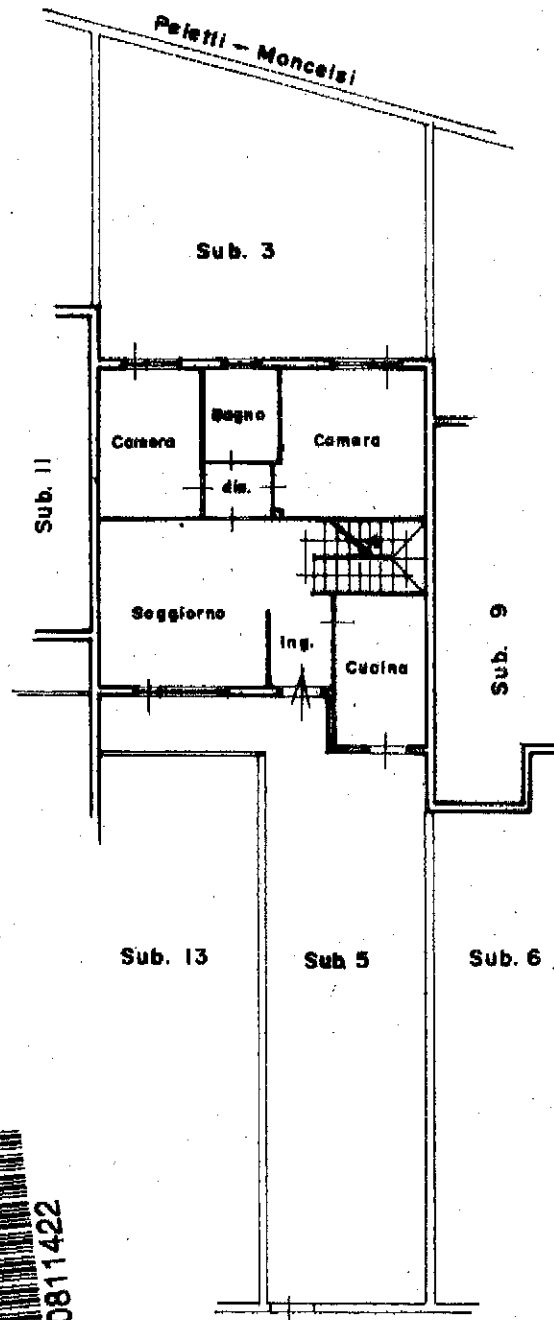 Peletti - Moncelsi
Sub. 3
Bagno
Camera
Camera
dis.
Sub. 11
Soggiorno
ing.
Cucina
Sub. 9
Sub. 13
Sub. 5
Sub. 6
0811422